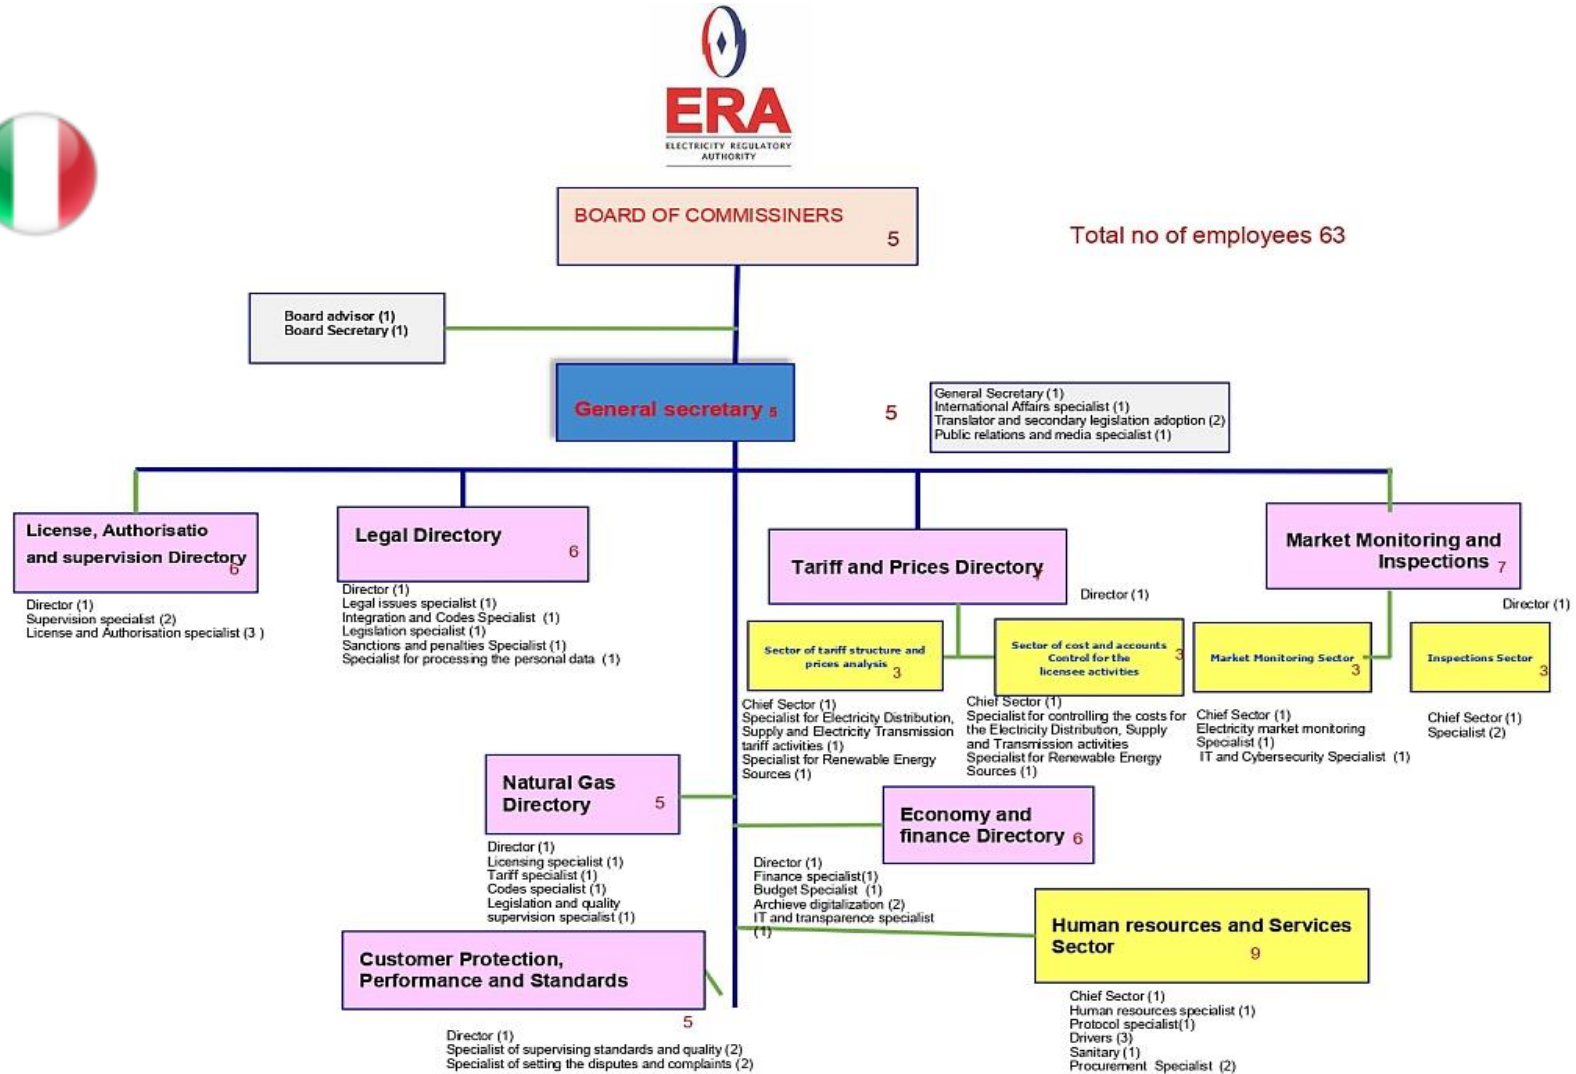 ERA
ELECTRICITY REGULATORY
AUTHORITY
BOARD OF COMMISSINERS
5
Total no of employees 63
Board advisor (1)
Board Secretary (1)
General secretary 5
5
General Secretary (1)
International Affairs specialist (1)
Translator and secondary legislation adoption (2)
Public relations and media specialist (1)
License, Authorisatio
and supervision Directory
6
Director (1)
Supervision specialist (2)
License and Authorisation specialist (3 )
Legal Directory
6
Director (1)
Legal issues specialist (1)
Integration and Codes Specialist (1)
Legislation specialist (1)
Sanctions and penalties Specialist (1)
Specialist for processing the personal data (1)
Tariff and Prices Directory
7
Director (1)
Market Monitoring and
Inspections 7
Director (1)
Sector of tariff structure and
prices analysis
3
Chief Sector (1)
Specialist for Electricity Distribution,
Supply and Electricity Transmission
tariff activities (1)
Specialist for Renewable Energy
Sources (1)
Sector of cost and accounts
Control for the
licensee activities
3
Chief Sector (1)
Specialist for controlling the costs for
the Electricity Distribution, Supply
and Transmission activities
Specialist for Renewable Energy
Sources (1)
Market Monitoring Sector
3
Chief Sector (1)
Electricity market monitoring
Specialist (1)
IT and Cybersecurity Specialist (1)
Inspections Sector
3
Chief Sector (1)
Specialist (2)
Natural Gas
Directory
5
Director (1)
Licensing specialist (1)
Tariff specialist (1)
Codes specialist (1)
Legislation and quality
supervision specialist (1)
Economy and
finance Directory 6
Director (1)
Finance specialist(1)
Budget Specialist (1)
Archieve digitalization (2)
IT and transparence specialist
(1)
Human resources and Services
Sector
9
Chief Sector (1)
Human resources specialist (1)
Protocol specialist(1)
Drivers (3)
Sanitary (1)
Procurement Specialist (2)
Customer Protection,
Performance and Standards
5
Director (1)
Specialist of supervising standards and quality (2)
Specialist of setting the disputes and complaints (2)